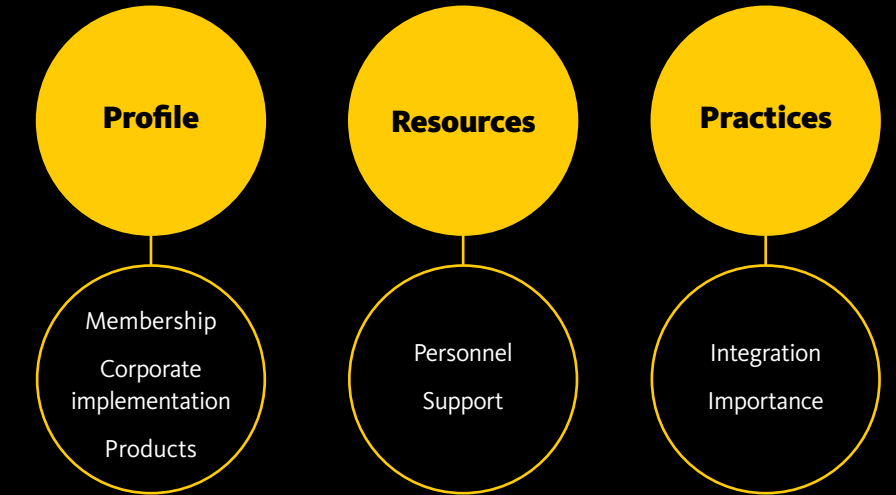 Profile
Membership
Corporate
implementation
Products
Resources
Personnel
Support
Practices
Integration
Importance